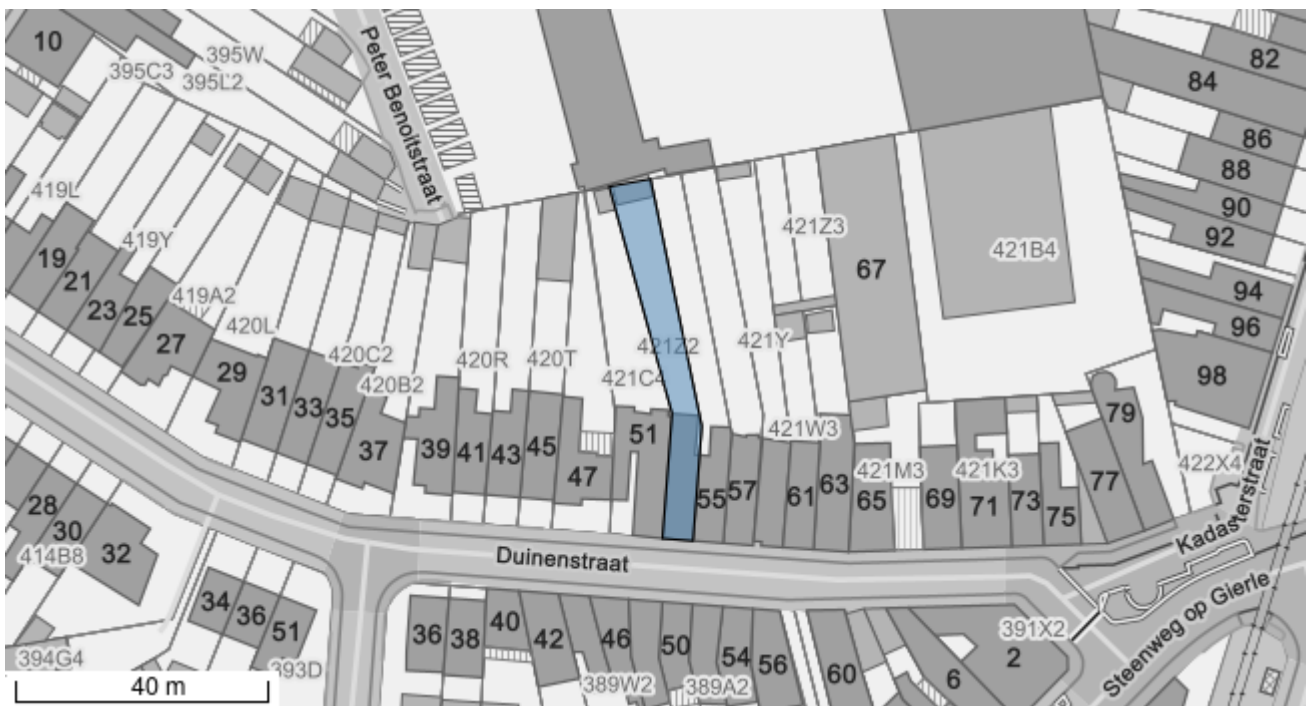 10
395W
395C3
395L2
Peter Benoitstraat
82
84
86
88
90
92
94
96
98
419L
419Y
419A2
420L
420C2
420B2
420R
420T
421C4
421Z2
421Y
421Z3
421W3
421B4
421M3
421K3
422X4
19
21
23
25
27
29
31
33
35
37
39
41
43
45
47
51
55
57
61
63
65
67
69
71
73
75
77
79
Duinenstraat
Kadasterstraat
Steenweg op Gierle
28
30
32
414B8
34
36
51
393D
394G4
36
38
40
42
46
50
54
56
60
6
2
389W2
389A2
391X2
40 m